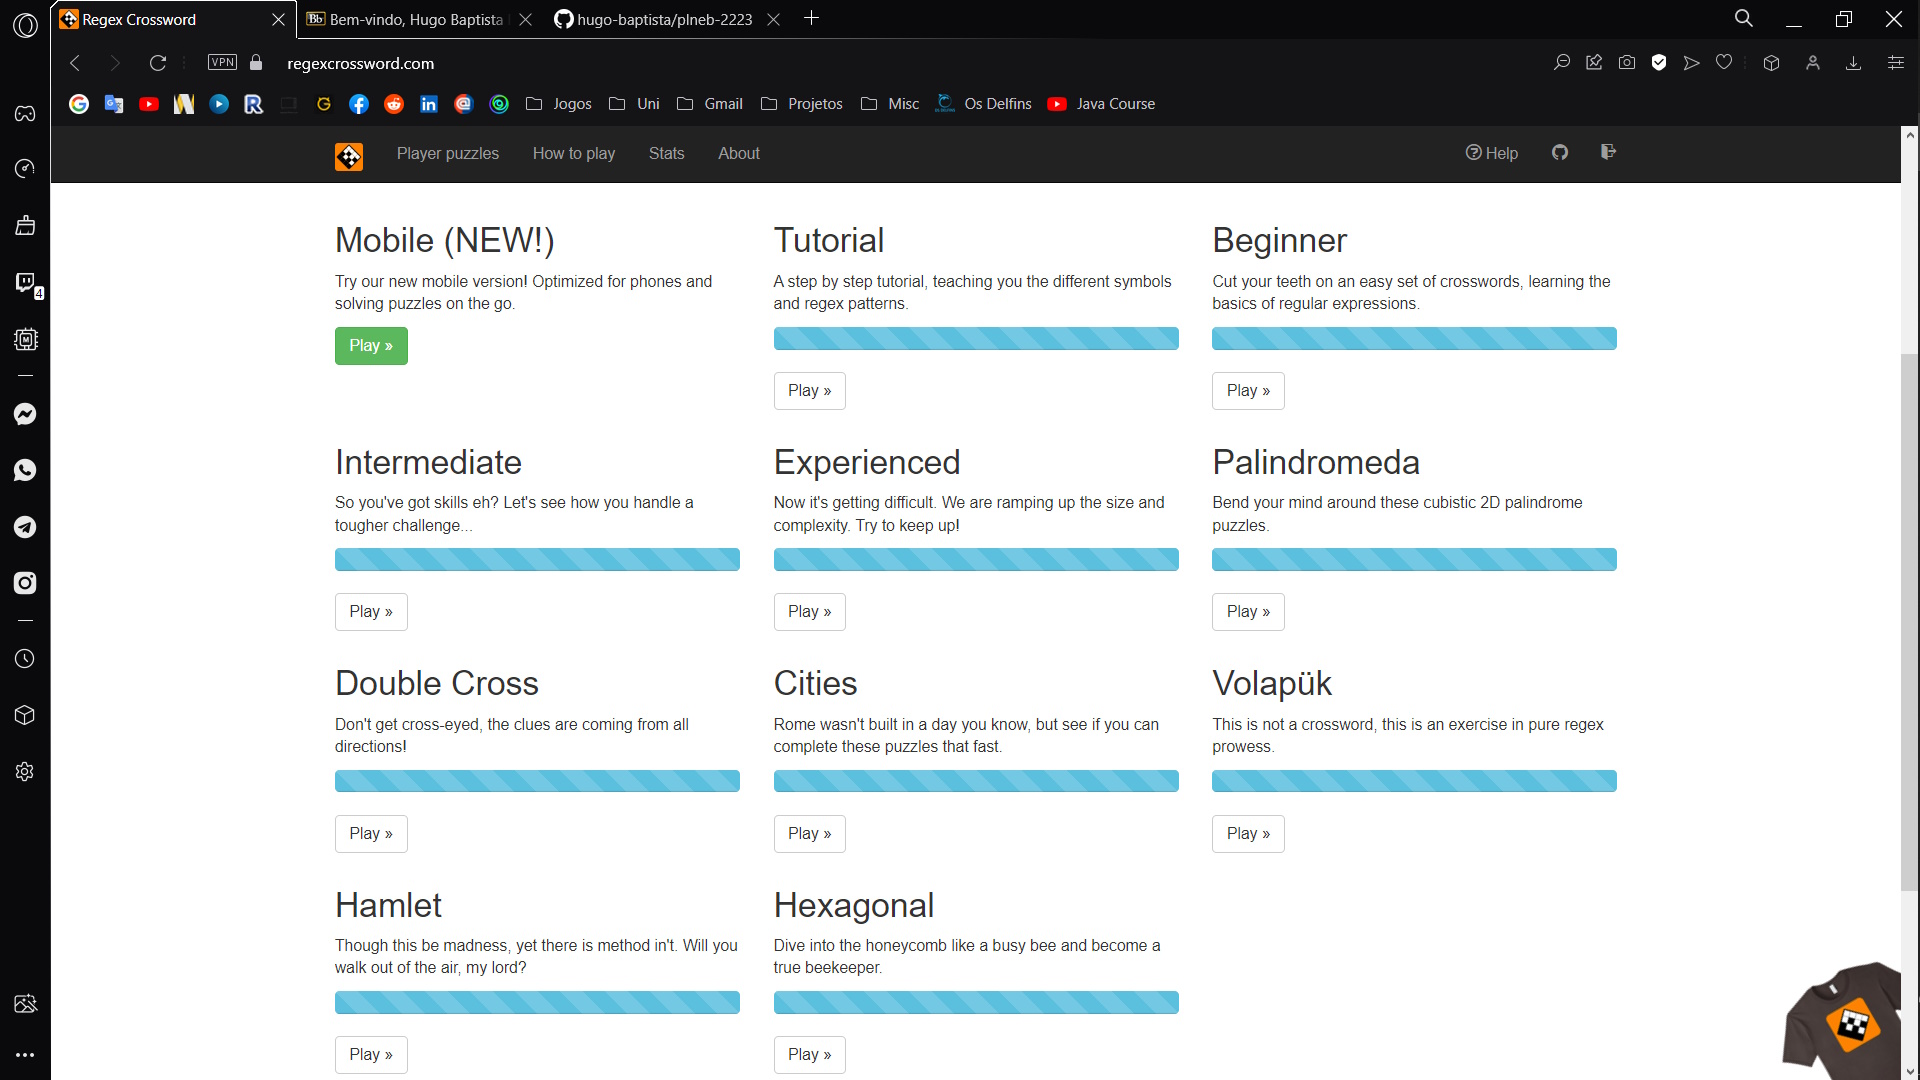 Regex Crossword
Bb Bem-vindo, Hugo Baptista
hugo-baptista/plneb-2223
VPN
regexcrossword.com
Jogos
Uni
Gmail
Projetos
Misc
Os Delfins
Java Course
4
Player puzzles
How to play
Stats
About
Help
Mobile (NEW!)
Try our new mobile version! Optimized for phones and
solving puzzles on the go.
Play »
Tutorial
A step by step tutorial, teaching you the different symbols
and regex patterns.
Play »
Beginner
Cut your teeth on an easy set of crosswords, learning the
basics of regular expressions.
Play »
Intermediate
So you've got skills eh? Let's see how you handle a
tougher challenge...
Play »
Experienced
Now it's getting difficult. We are ramping up the size and
complexity. Try to keep up!
Play »
Palindromeda
Bend your mind around these cubistic 2D palindrome
puzzles.
Play »
Double Cross
Don't get cross-eyed, the clues are coming from all
directions!
Play »
Cities
Rome wasn't built in a day you know, but see if you can
complete these puzzles that fast.
Play »
Volapük
This is not a crossword, this is an exercise in pure regex
prowess.
Play »
Hamlet
Though this be madness, yet there is method in't. Will you
walk out of the air, my lord?
Play »
Hexagonal
Dive into the honeycomb like a busy bee and become a
true beekeeper.
Play »